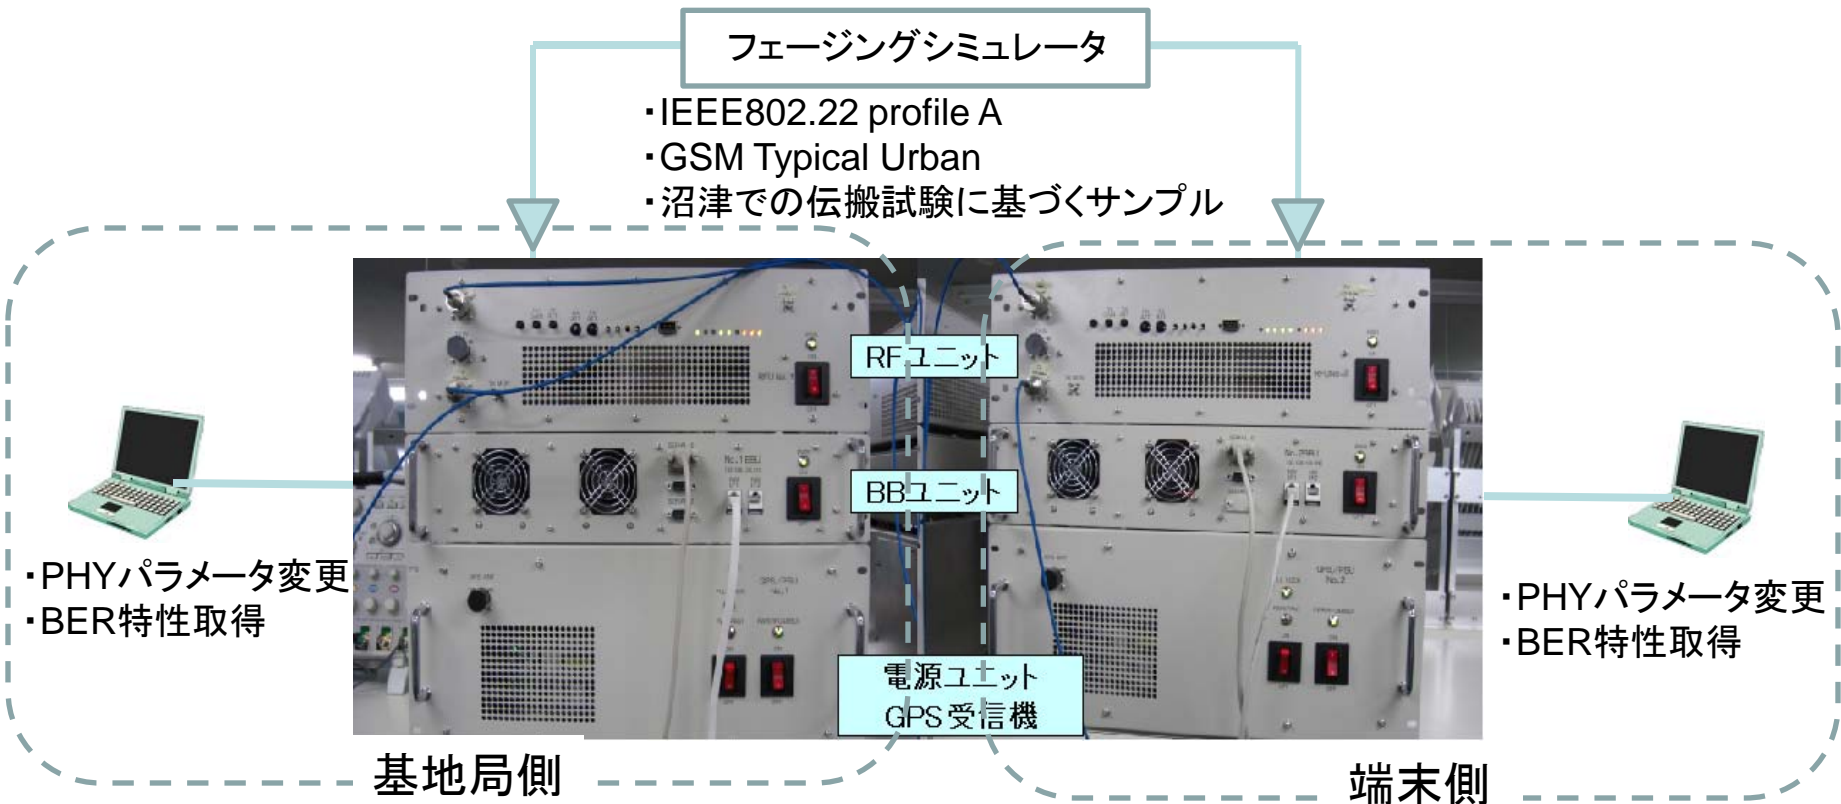 フェージングシミュレータ
・IEEE802.22 profile A
・GSM Typical Urban
・沼津での伝搬試験に基づくサンプル
RFユニット
BBユニット
・PHYパラメータ変更
・BER特性取得
・PHYパラメータ変更
・BER特性取得
電源ユニット
GPS受信機
基地局側
端末側